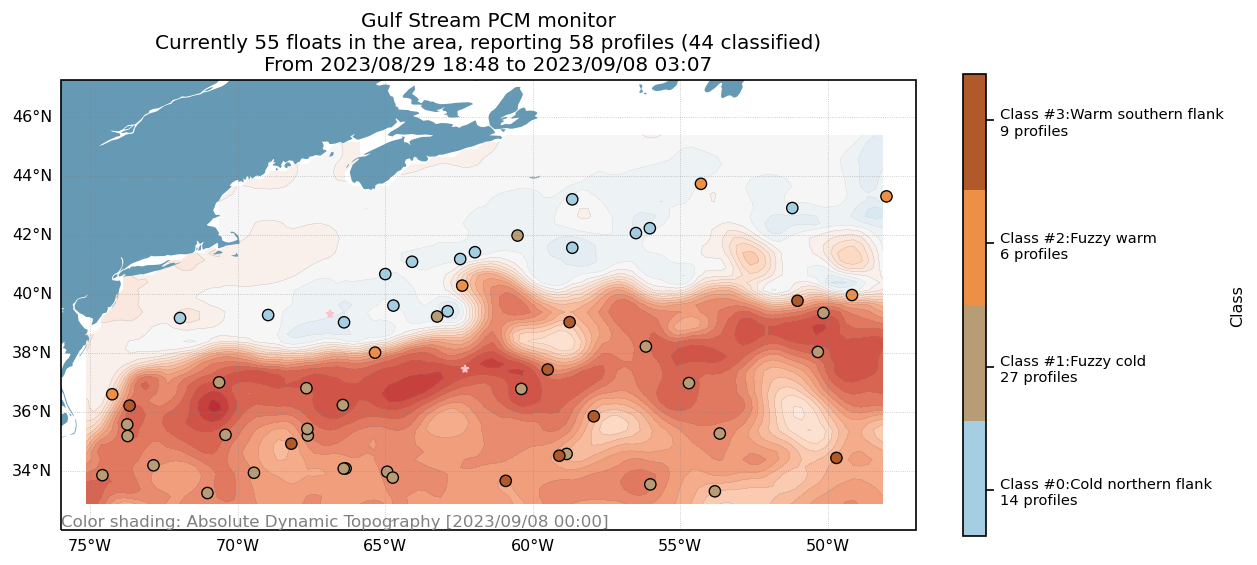 Gulf Stream PCM monitor
Currently 55 floats in the area, reporting 58 profiles (44 classified)
From 2023/08/29 18:48 to 2023/09/08 03:07
46°N
44°N
42°N
40°N
38°N
36°N
34°N
Color shading: Absolute Dynamic Topography [2023/09/08 00:00]
75°W
70°W
65°W
60°W
55°W
50°W
Class #3:Warm southern flank
9 profiles
Class #2:Fuzzy warm
6 profiles
Class #1:Fuzzy cold
27 profiles
Class #0:Cold northern flank
14 profiles
Class